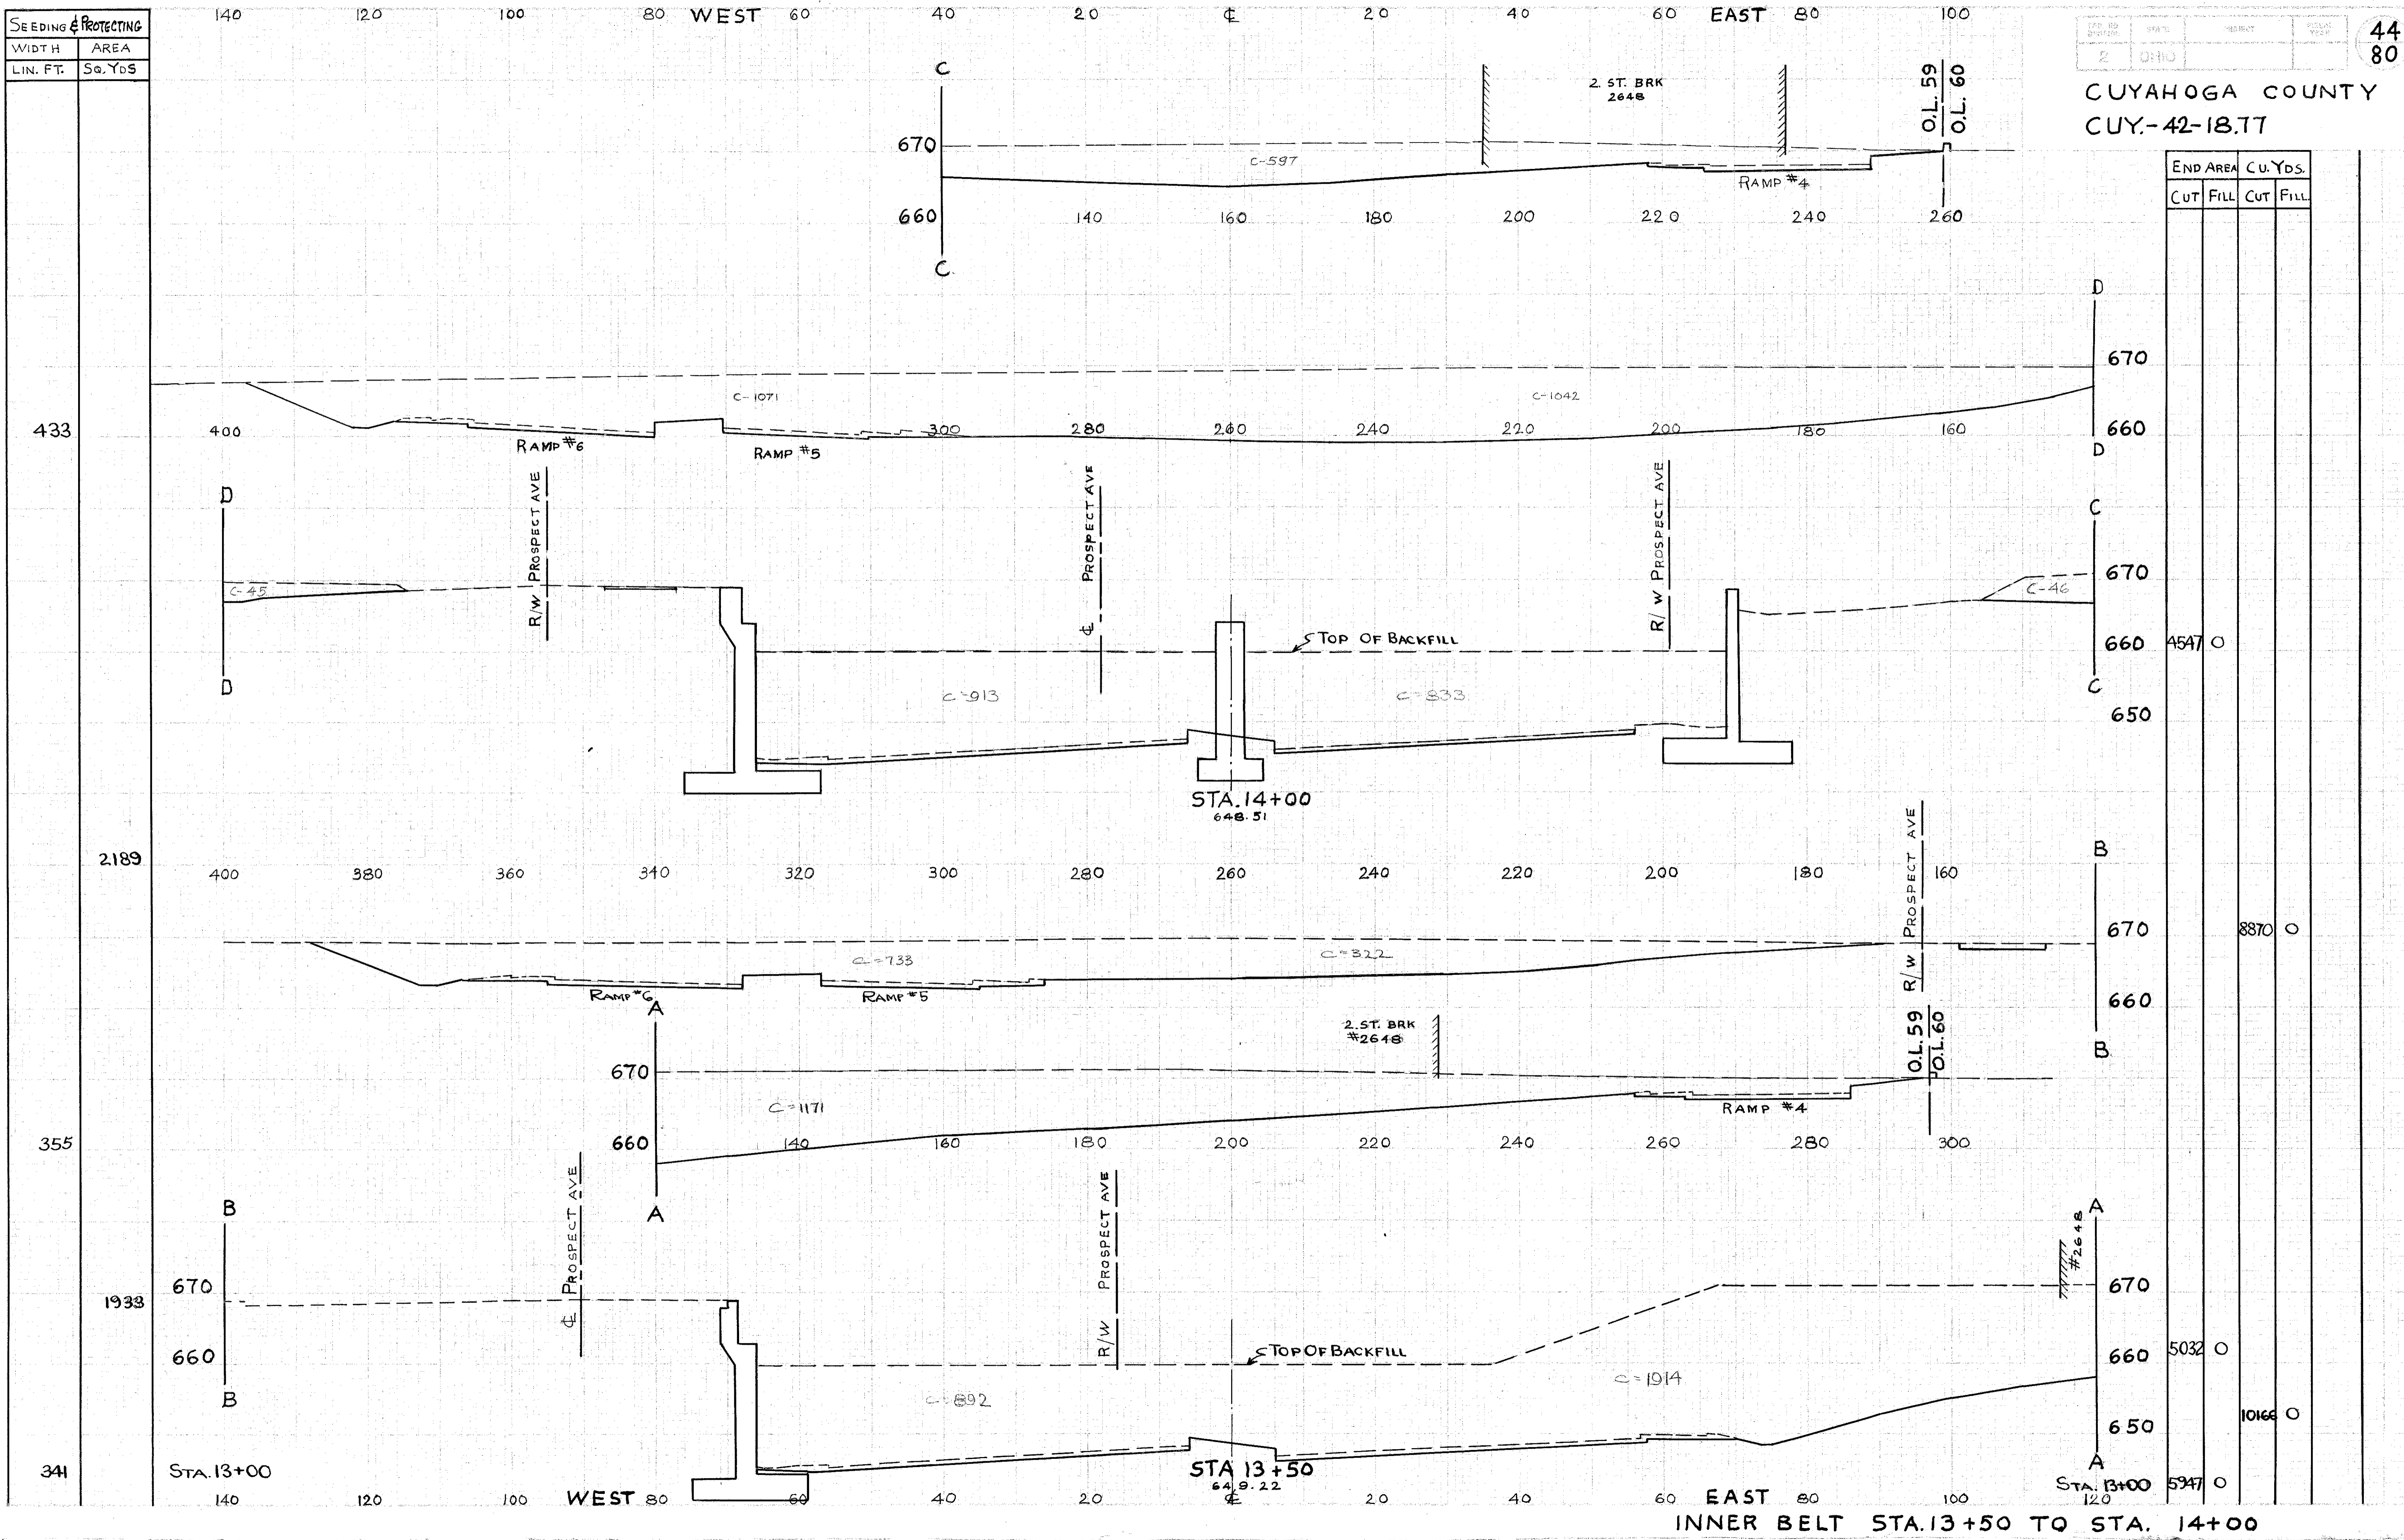 140 120 100 80 WEST 60 40 20 ℄ 20 40 60 EAST 80 100
SEEDING & PROTECTING
WIDTH AREA
LIN. FT. SQ. YDS
2 OHIO
44
80
CUYAHOGA COUNTY
CUY.-42-18.77
END AREA CU. YDS.
CUT FILL CUT FILL
C
2 ST. BRK
2648
O.L. 59
O.L. 60
670
C-597
RAMP #4
660 140 160 180 200 220 240 260
C
D
670
C-1071 C-1042
433
400 300 280 260 240 220 200 180 160 660
RAMP #6 RAMP #5
D
D
R/W PROSPECT AVE
℄ PROSPECT AVE
R/W PROSPECT AVE
C
670
C-45 C-46
TOP OF BACKFILL
660 4547 0
D
C
C=913 C=833
650
STA. 14+00
648.51
R/W PROSPECT AVE
B
2189
400 380 360 340 320 300 280 260 240 220 200 180 160
670 8870 0
C=733 C=322
RAMP #6 RAMP #5
660
A
2.ST. BRK
#2648
O.L. 59
O.L. 60
B
670
C=1171
RAMP #4
355
660 140 160 180 200 220 240 260 280 300
℄ PROSPECT AVE
R/W PROSPECT AVE
B
A
A
#2648
670 670
1933
660
TOP OF BACKFILL
660 5032 0
B
C=892 C=1914
10166 0
650
A
341
STA. 13+00
STA 13+50
649.22
STA. 13+00 5947 0
140 120 100 WEST 80 60 40 20 ℄ 20 40 60 EAST 80 100 120
INNER BELT STA. 13+50 TO STA. 14+00